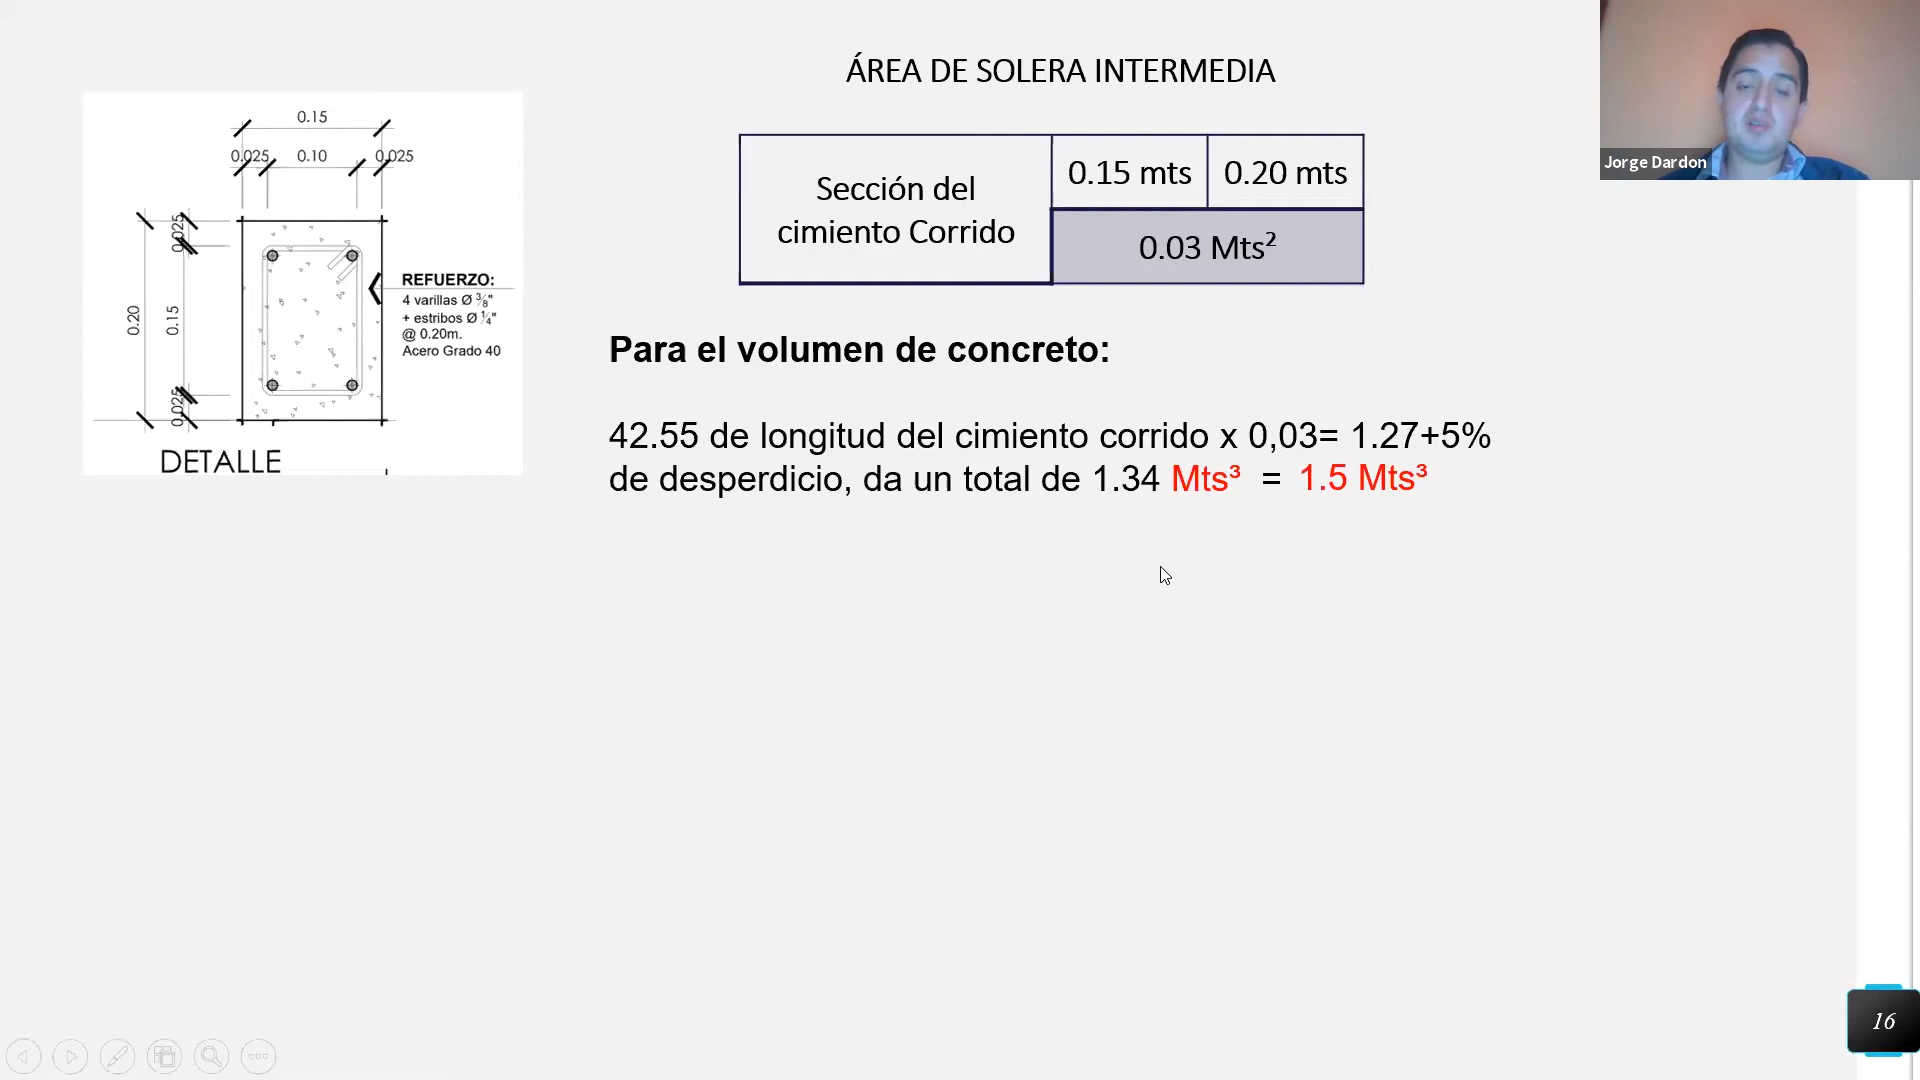 ÁREA DE SOLERA INTERMEDIA
Jorge Dardon
0.15
0.025 0.10 0.025
0.025
0.20
0.15
0.025
REFUERZO:
4 varillas Ø 3/8"
+ estribos Ø 1/4"
@ 0.20m.
Acero Grado 40
DETALLE
Sección del
cimiento Corrido
0.15 mts 0.20 mts
0.03 Mts²
Para el volumen de concreto:
42.55 de longitud del cimiento corrido x 0,03= 1.27+5%
de desperdicio, da un total de 1.34 Mts³ = 1.5 Mts³
16